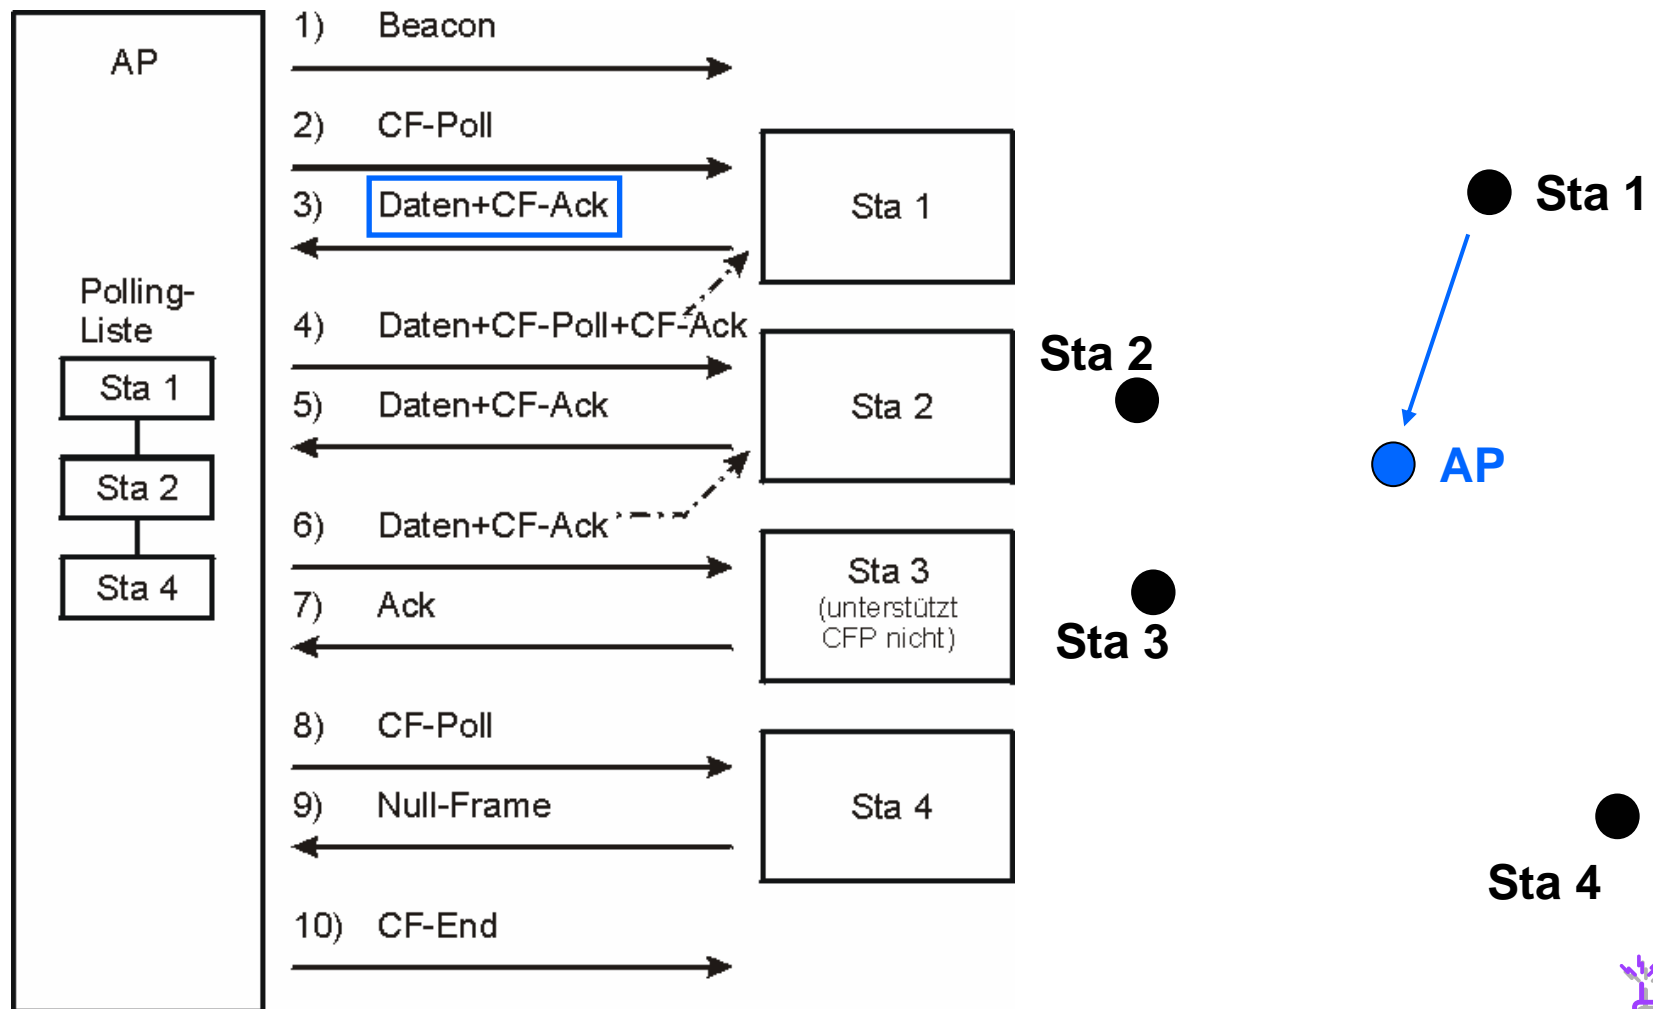 AP
Polling-
Liste
Sta 1
Sta 2
Sta 4
1) Beacon
2) CF-Poll
3) Daten+CF-Ack
4) Daten+CF-Poll+CF-Ack
5) Daten+CF-Ack
6) Daten+CF-Ack
7) Ack
8) CF-Poll
9) Null-Frame
10) CF-End
Sta 1
Sta 2
Sta 3
(unterstützt
CFP nicht)
Sta 4
Sta 1
Sta 2
AP
Sta 3
Sta 4